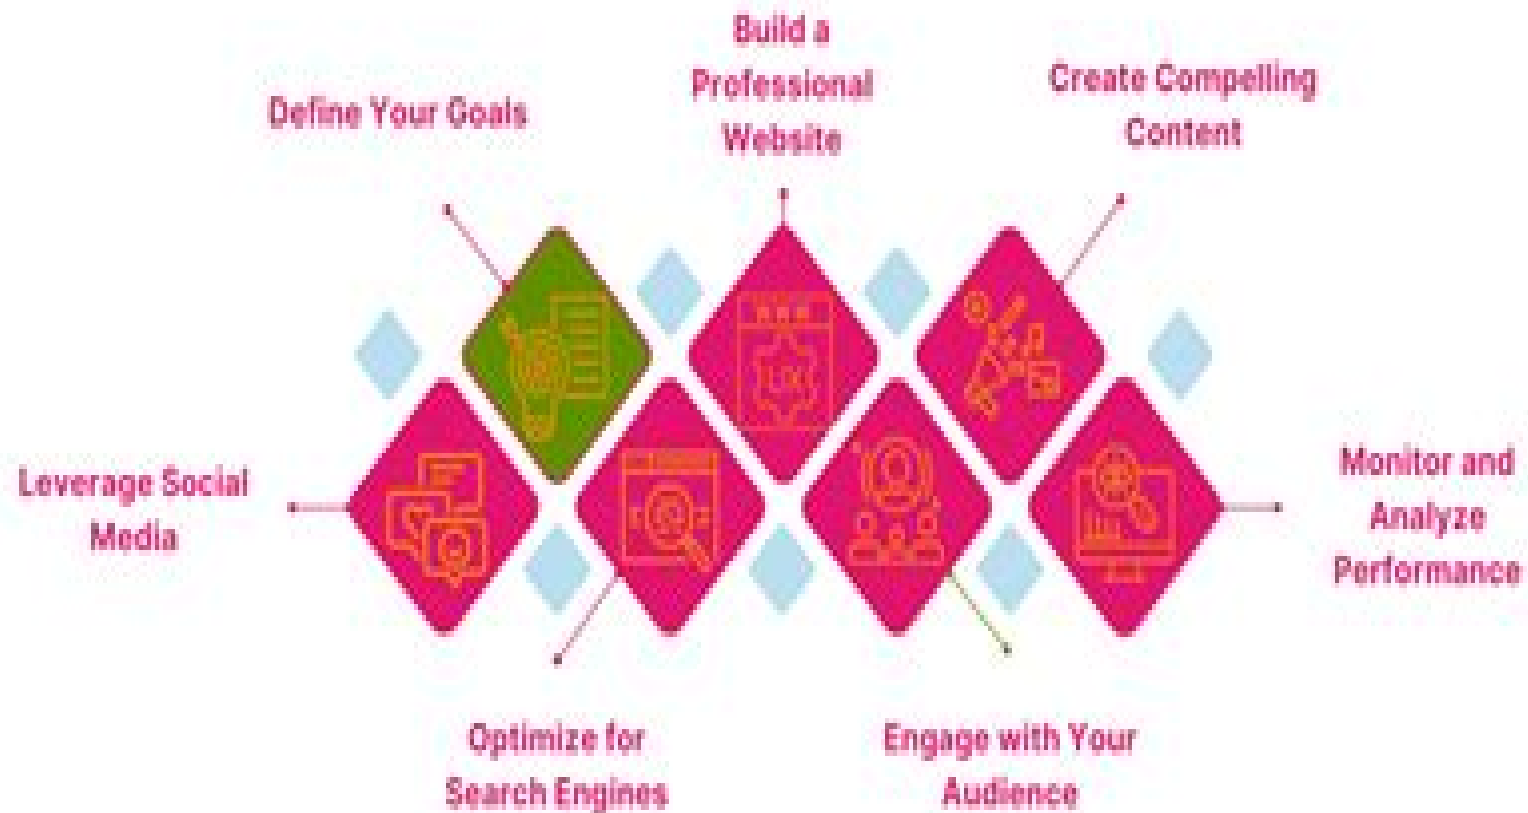 Build a
Professional
Website
Define Your Goals
Create Compelling
Content
Leverage Social
Media
Monitor and
Analyze
Performance
Optimize for
Search Engines
Engage with Your
Audience